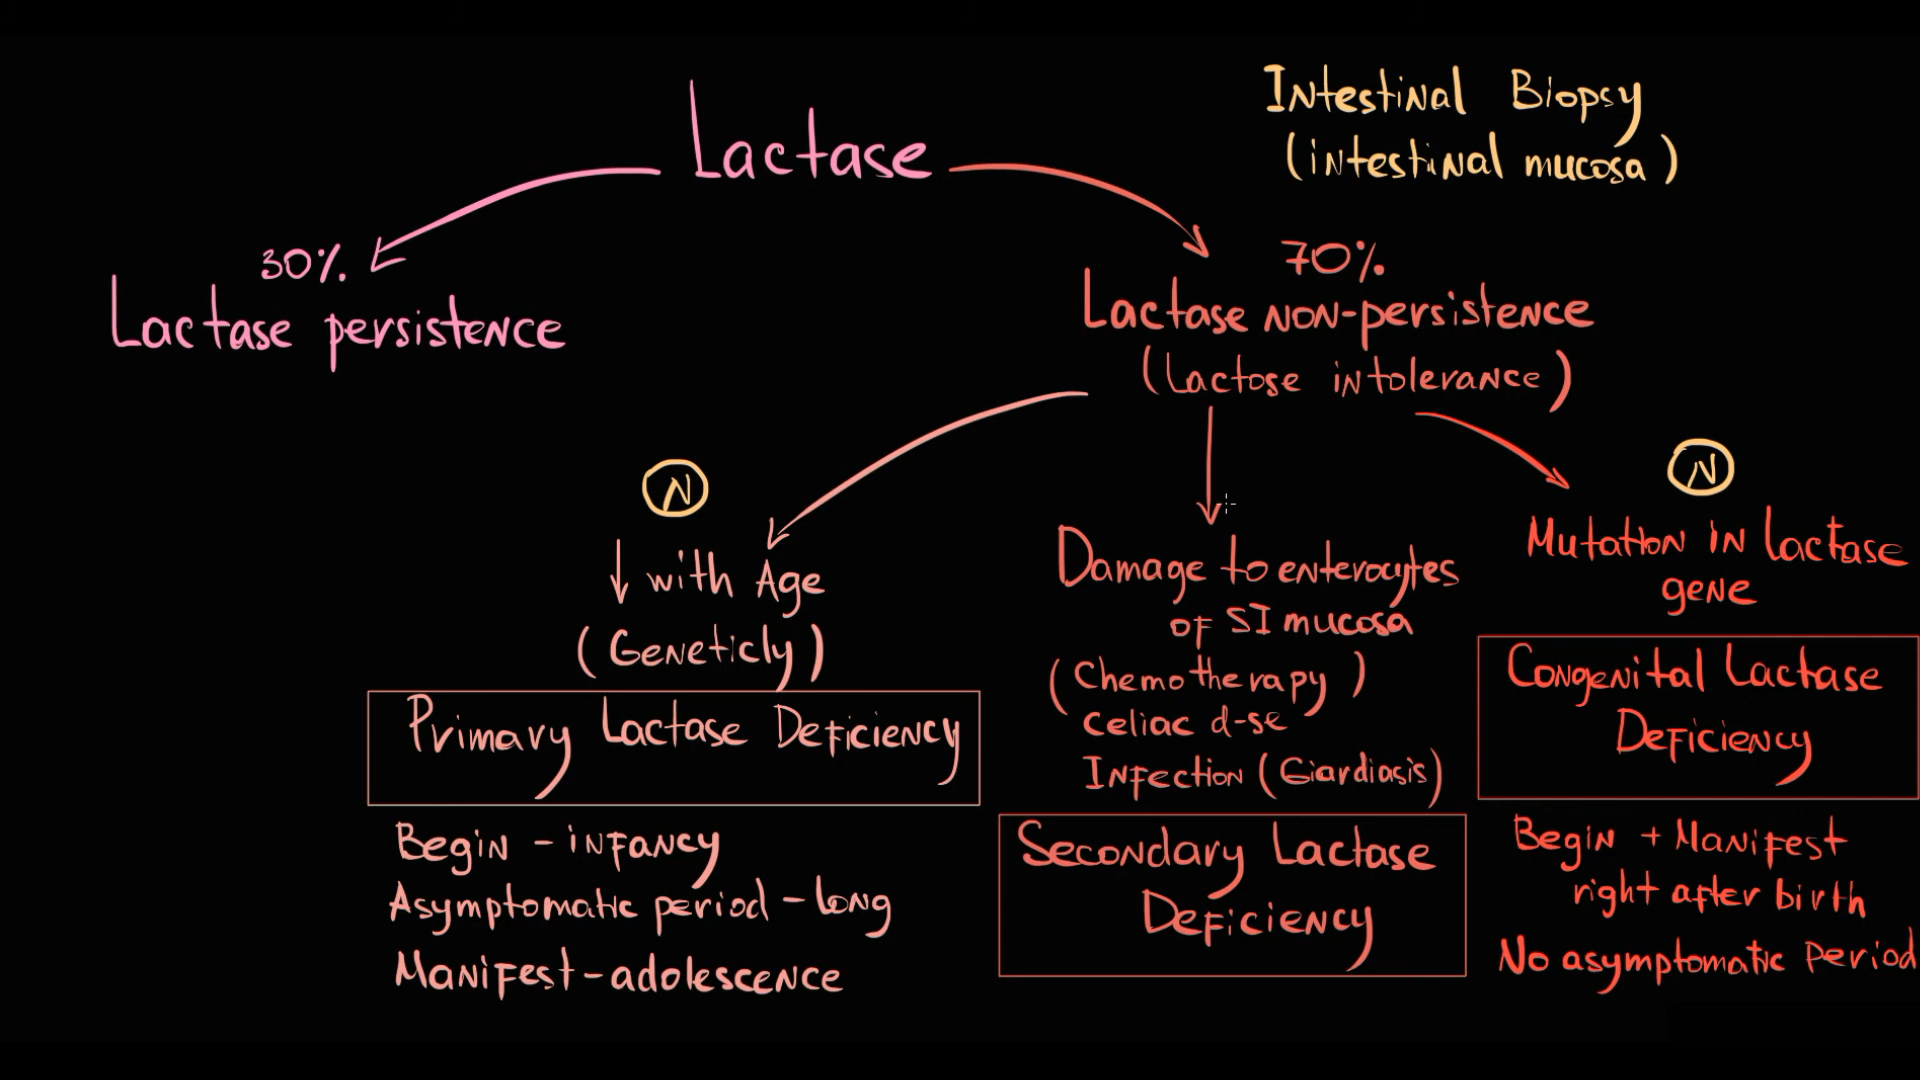 Lactase
Intestinal Biopsy
(intestinal mucosa)
30%
Lactase persistence
70%
Lactase non-persistence
(Lactose intolerance)
N
↓ with Age
(Geneticly)
Primary Lactase Deficiency
Begin - infancy
Asymptomatic period - long
Manifest - adolescence
Damage to enterocytes
of SI mucosa
(Chemotherapy)
Celiac d-se
Infection (Giardiasis)
Secondary Lactase
Deficiency
N
Mutation in Lactase
gene
Congenital Lactase
Deficiency
Begin + Manifest
right after birth
No asymptomatic period